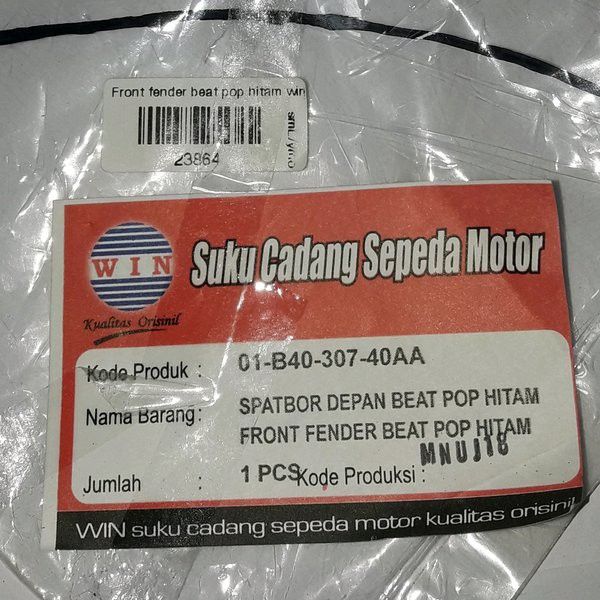 Front fender beat pop hitam win
23864
WIN
Kualitas Orisinil
Suku Cadang Sepeda Motor
Kode Produk : 01-B40-307-40AA
Nama Barang : SPATBOR DEPAN BEAT POP HITAM
FRONT FENDER BEAT POP HITAM
Jumlah : 1 PCS Kode Produksi : MNUJ18
WIN suku cadang sepeda motor kualitas orisinil